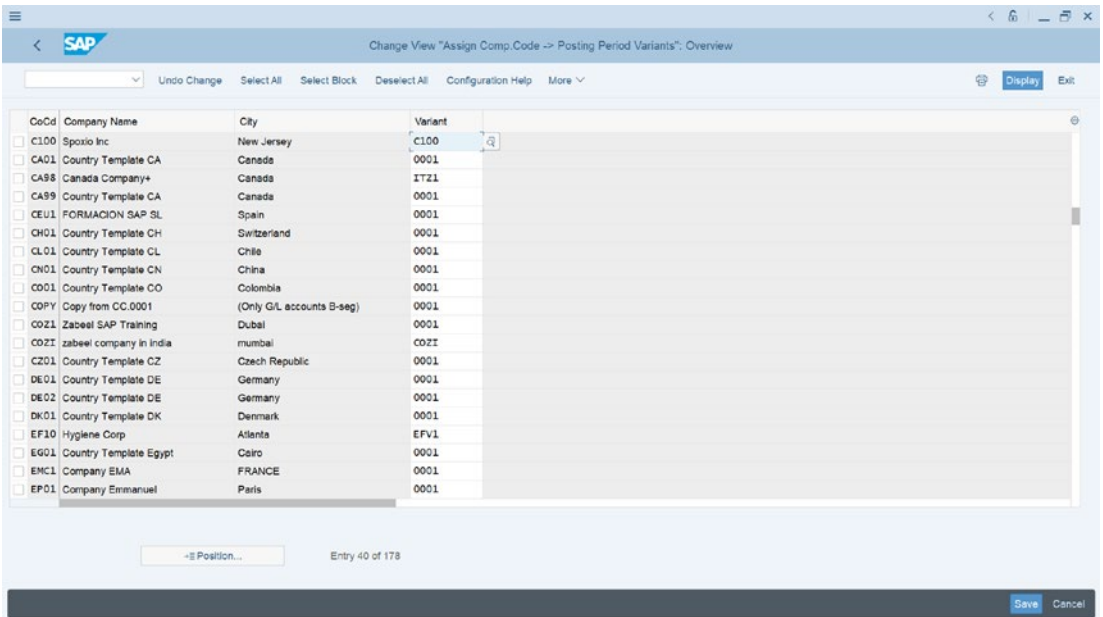 SAP Change View "Assign Comp.Code -> Posting Period Variants": Overview
Undo Change Select All Select Block Deselect All Configuration Help More Display Exit
CoCd Company Name City Variant
C100 Spoxio Inc New Jersey C100
CA01 Country Template CA Canada 0001
CA98 Canada Company+ Canada ITZ1
CA99 Country Template CA Canada 0001
CEU1 FORMACION SAP SL Spain 0001
CH01 Country Template CH Switzerland 0001
CL01 Country Template CL Chile 0001
CN01 Country Template CN China 0001
CO01 Country Template CO Colombia 0001
COPY Copy from CC.0001 (Only G/L accounts B-seg) 0001
COZ1 Zabeel SAP Training Dubai 0001
COZI zabeel company in india mumbai COZI
CZ01 Country Template CZ Czech Republic 0001
DE01 Country Template DE Germany 0001
DE02 Country Template DE Germany 0001
DK01 Country Template DK Denmark 0001
EF10 Hygiene Corp Atlanta EFV1
EG01 Country Template Egypt Cairo 0001
EMC1 Company EMA FRANCE 0001
EP01 Company Emmanuel Paris 0001
Position... Entry 40 of 178
Save Cancel